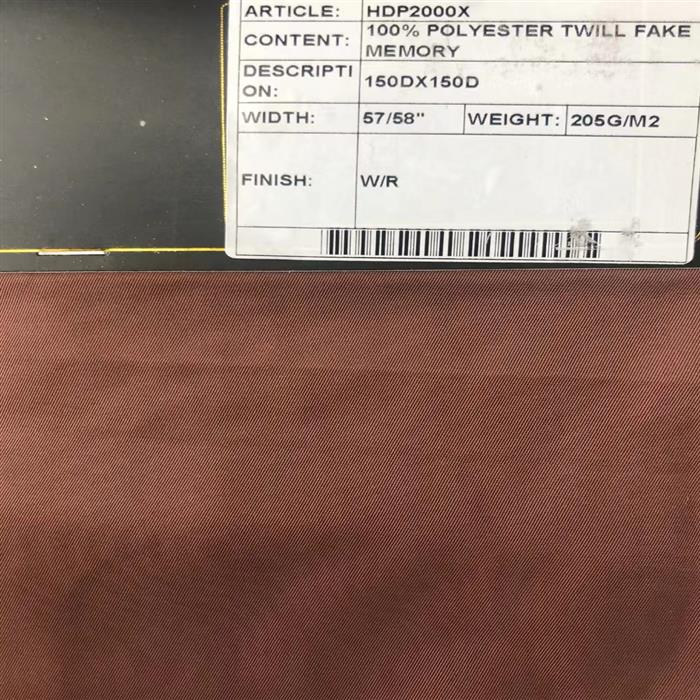 ARTICLE: HDP2000X
CONTENT: 100% POLYESTER TWILL FAKE
MEMORY
DESCRIPTI
ON: 150DX150D
WIDTH: 57/58" WEIGHT: 205G/M2
FINISH: W/R